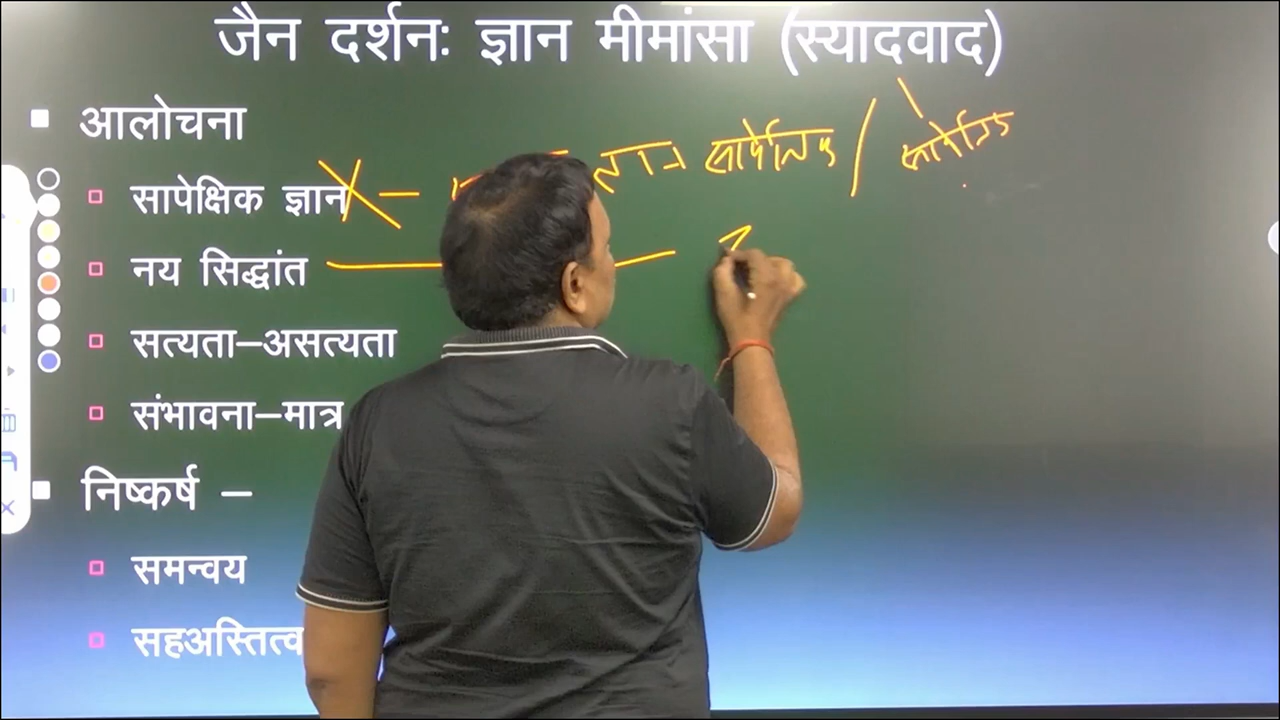 जैन दर्शनः ज्ञान मीमांसा (स्यादवाद)
आलोचना
सापेक्षिक ज्ञान
नय सिद्धांत
सत्यता–असत्यता
संभावना–मात्र
निष्कर्ष –
समन्वय
सहअस्तित्व